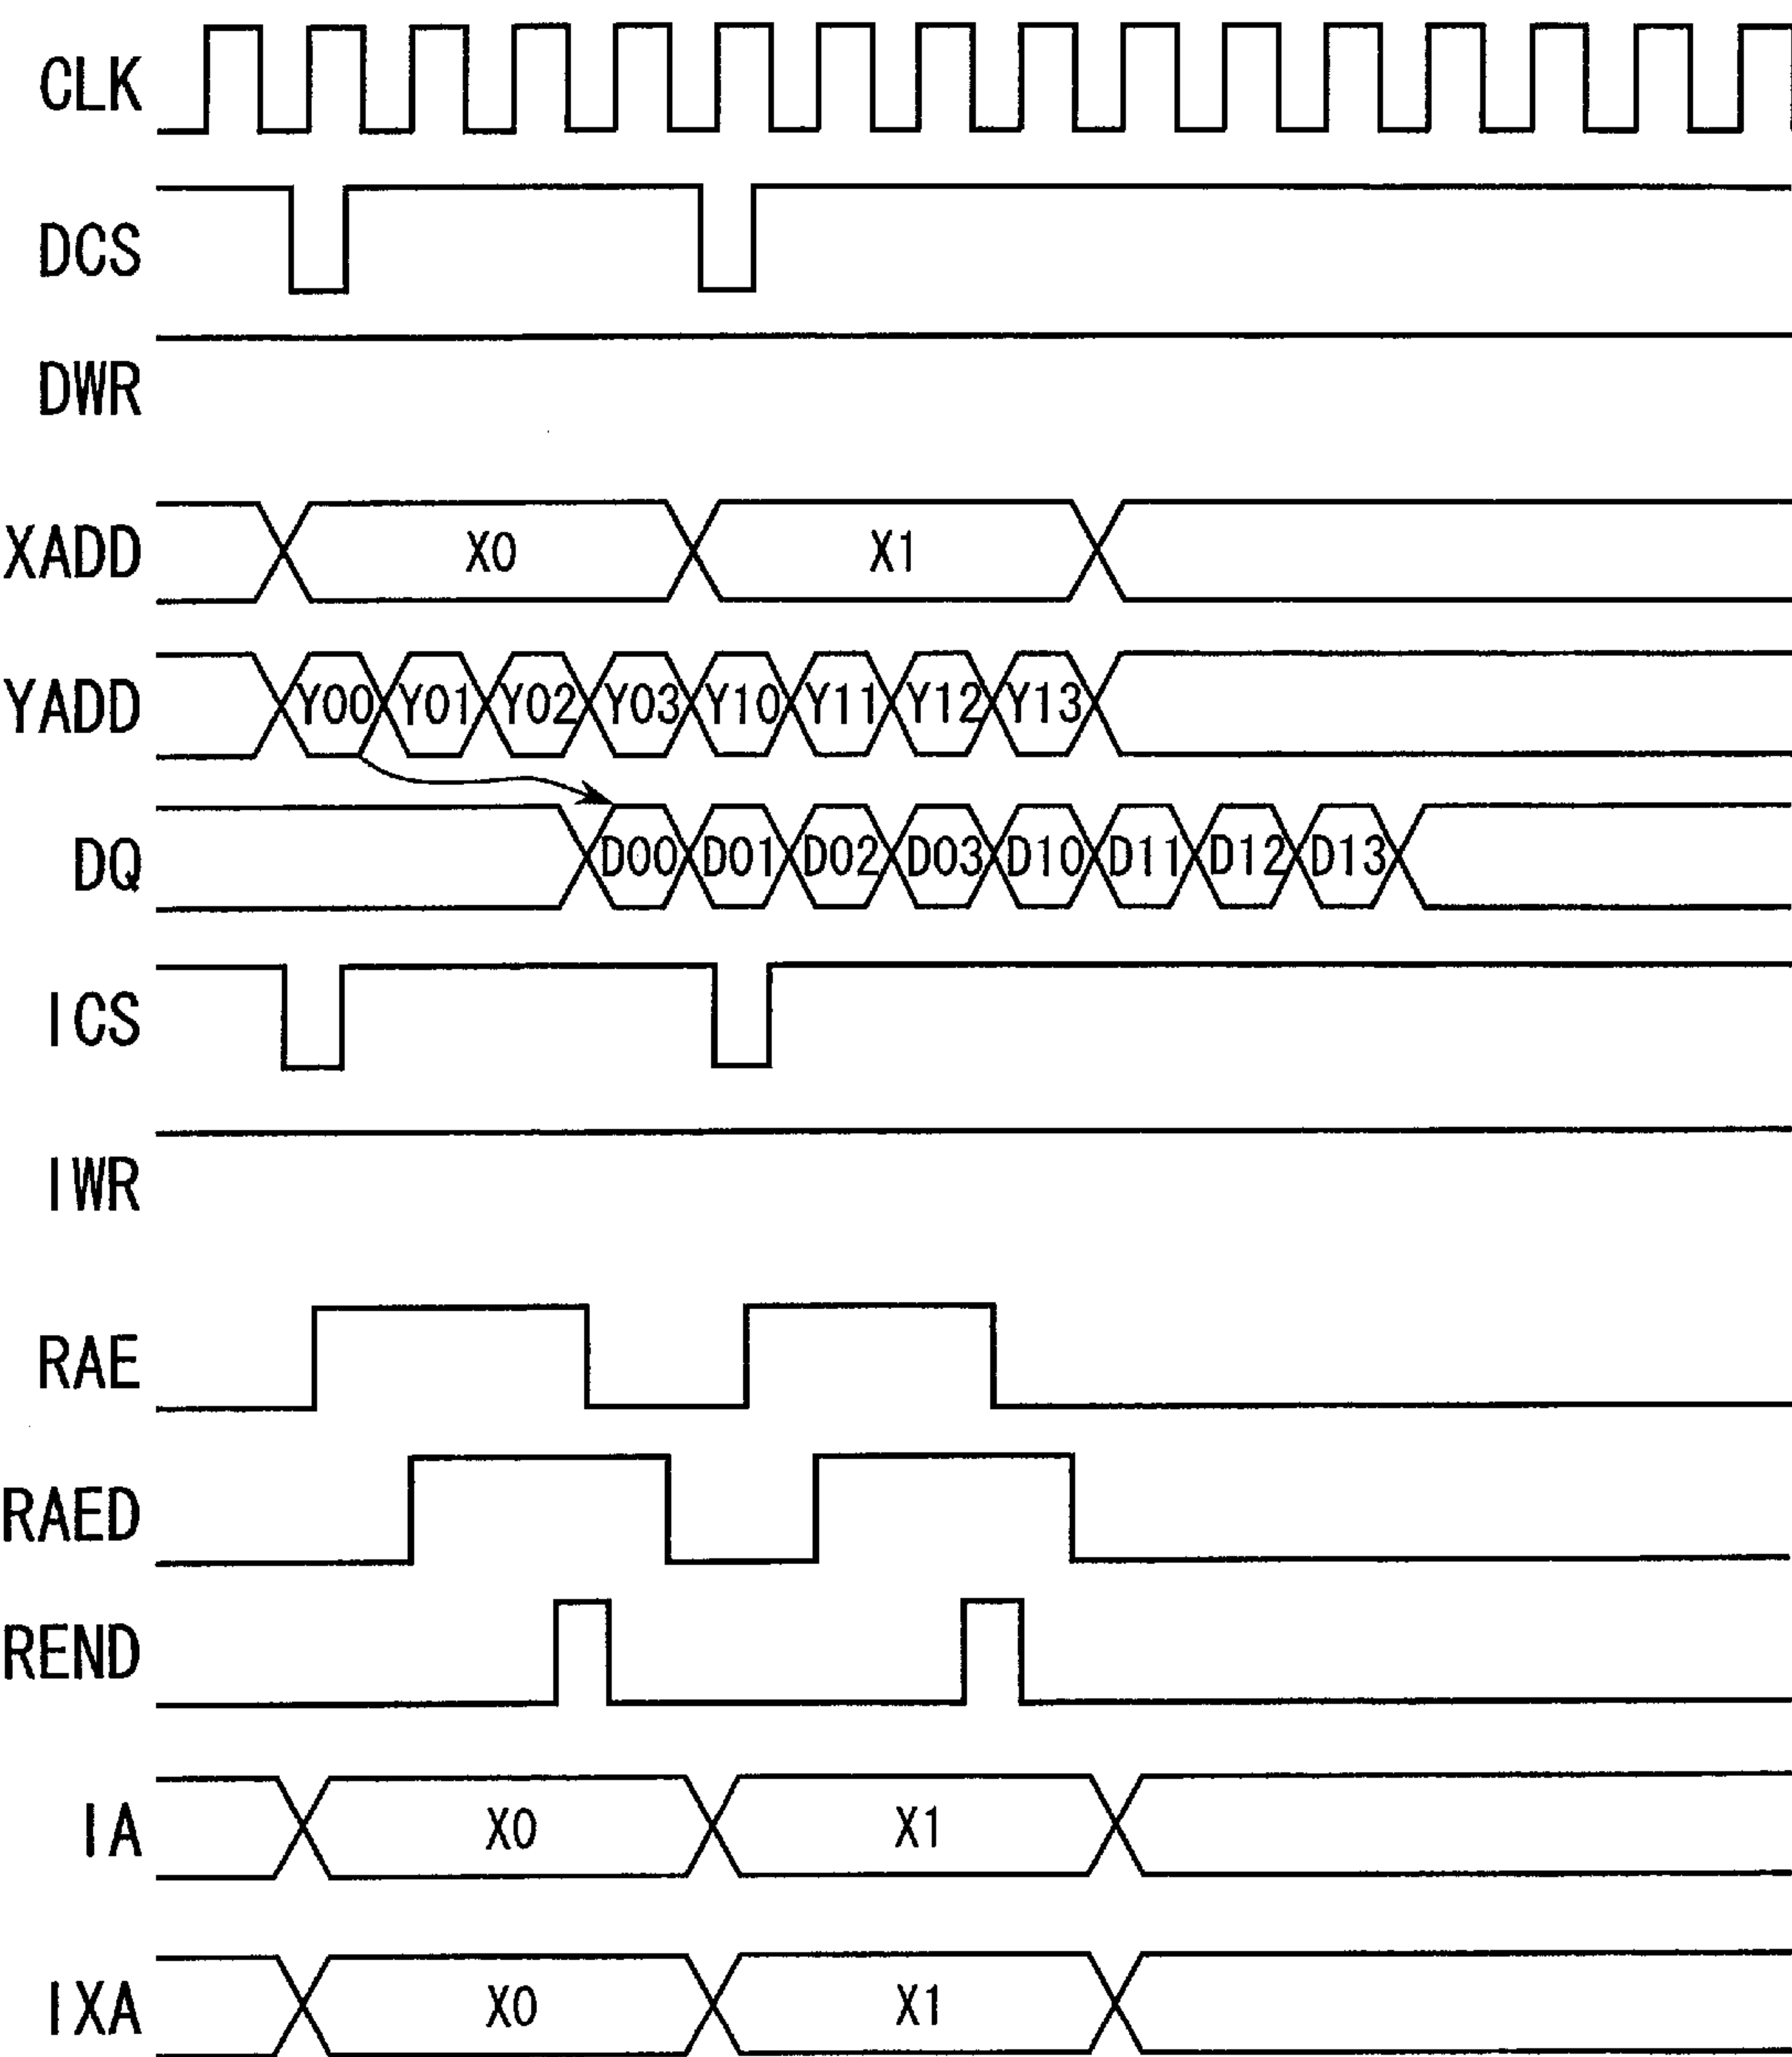 CLK
DCS
DWR
XADD X0 X1
YADD Y00 Y01 Y02 Y03 Y10 Y11 Y12 Y13
DQ D00 D01 D02 D03 D10 D11 D12 D13
ICS
IWR
RAE
RAED
REND
IA X0 X1
IXA X0 X1